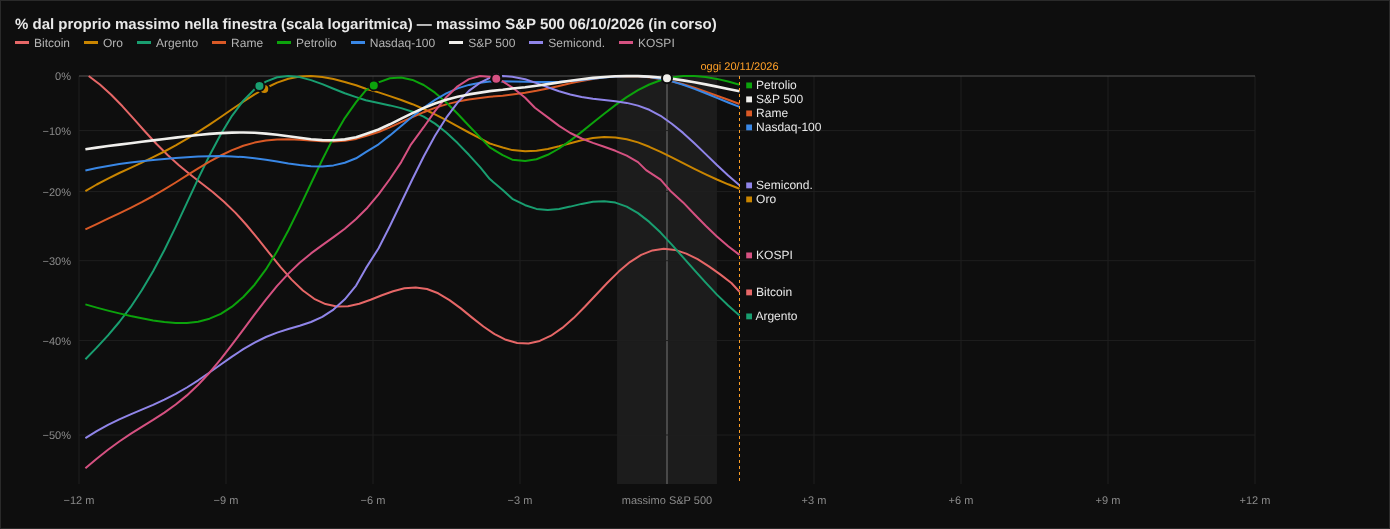 % dal proprio massimo nella finestra (scala logaritmica) — massimo S&P 500 06/10/2026 (in corso)
Bitcoin Oro Argento Rame Petrolio Nasdaq-100 S&P 500 Semicond. KOSPI
oggi 20/11/2026
0%
−10%
−20%
−30%
−40%
−50%
Petrolio
S&P 500
Rame
Nasdaq-100
Semicond.
Oro
KOSPI
Bitcoin
Argento
−12 m −9 m −6 m −3 m massimo S&P 500 +3 m +6 m +9 m +12 m